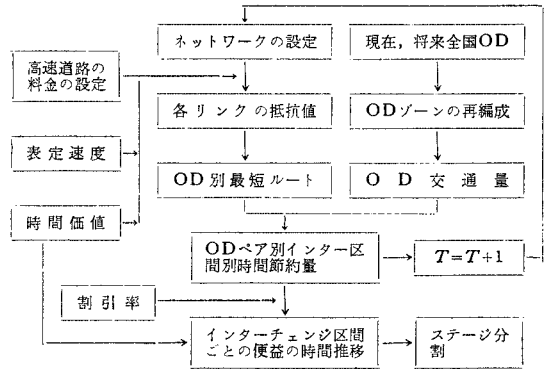 ネットワークの設定
現在，将来全国OD
高速道路の
料金の設定
各リンクの抵抗値
ODゾーンの再編成
表定速度
OD別最短ルート
OD交通量
時間価値
ODペア別インター区
間別時間節約量
T=T+1
割引率
インターチェンジ区間
ごとの便益の時間推移
ステージ分
割